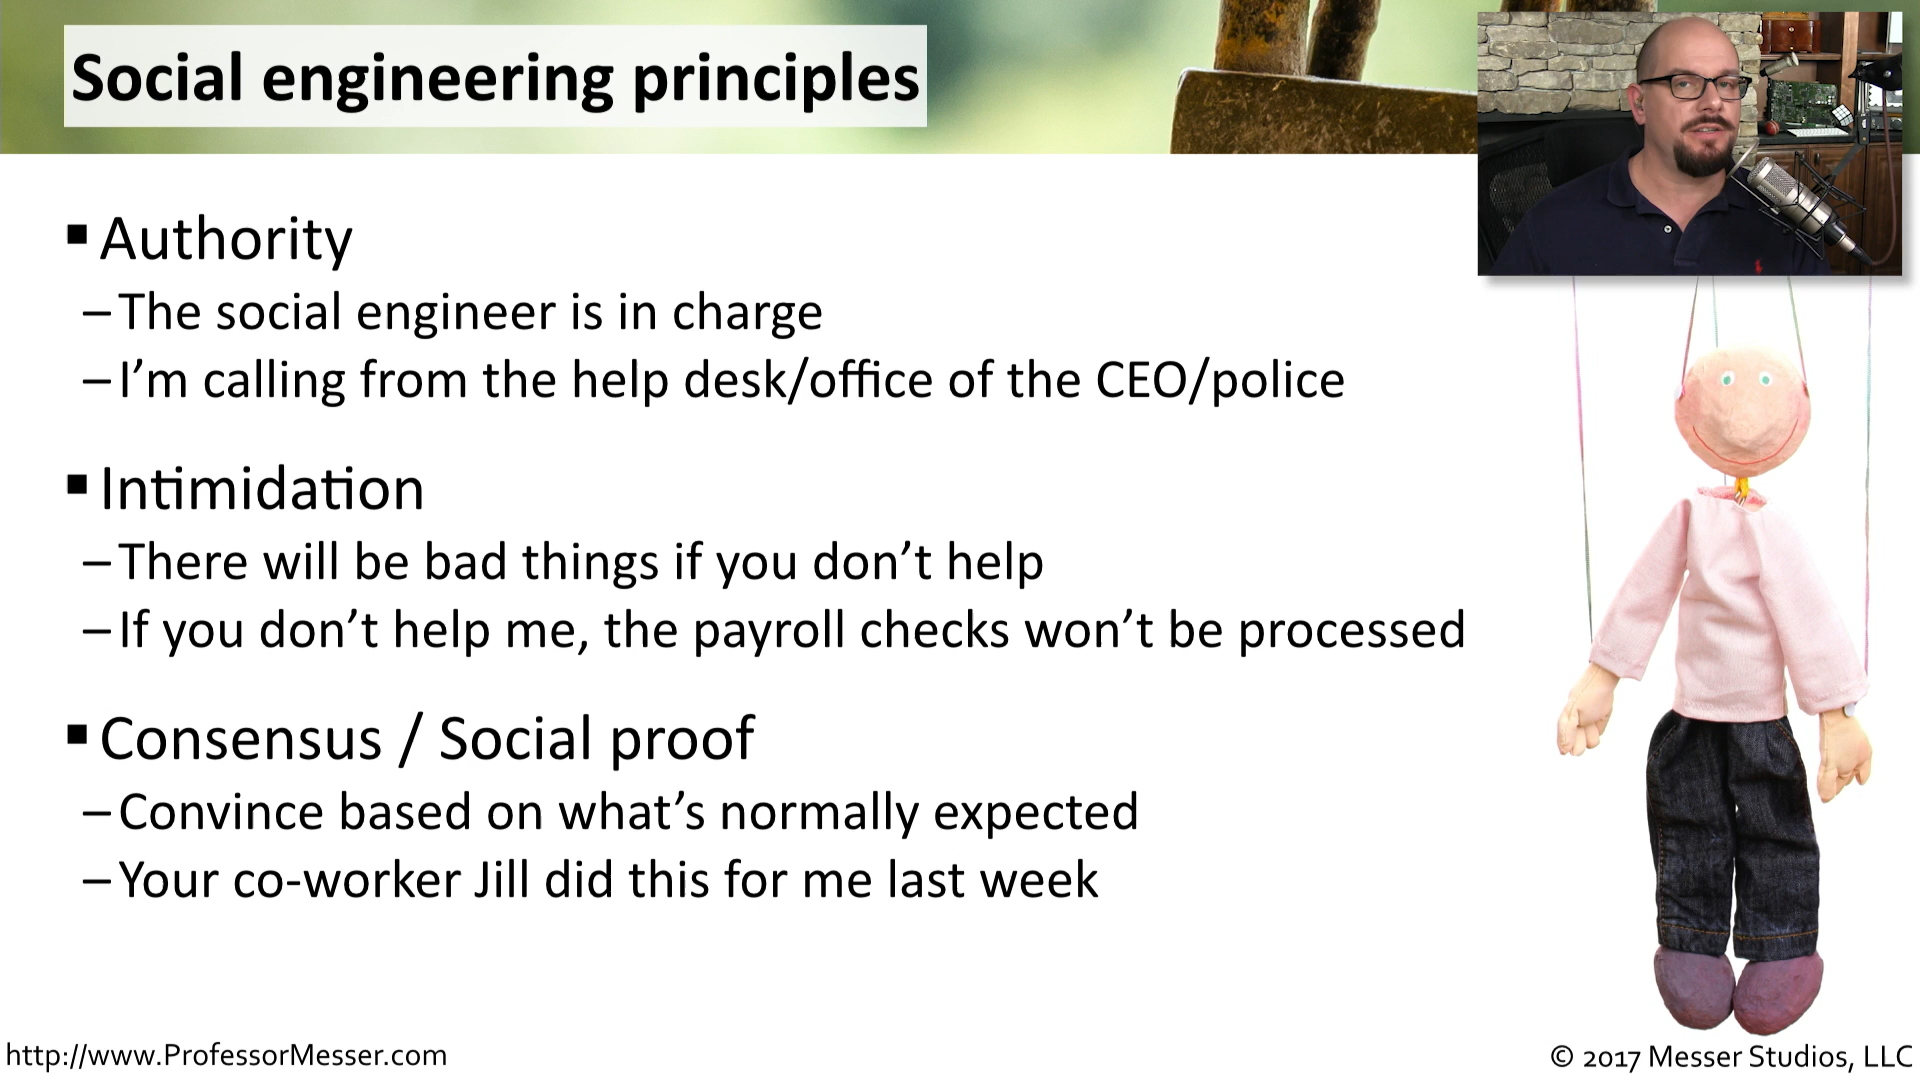 Social engineering principles
▪ Authority
– The social engineer is in charge
– I’m calling from the help desk/office of the CEO/police
▪ Intimidation
– There will be bad things if you don’t help
– If you don’t help me, the payroll checks won’t be processed
▪ Consensus / Social proof
– Convince based on what’s normally expected
– Your co-worker Jill did this for me last week
http://www.ProfessorMesser.com
© 2017 Messer Studios, LLC